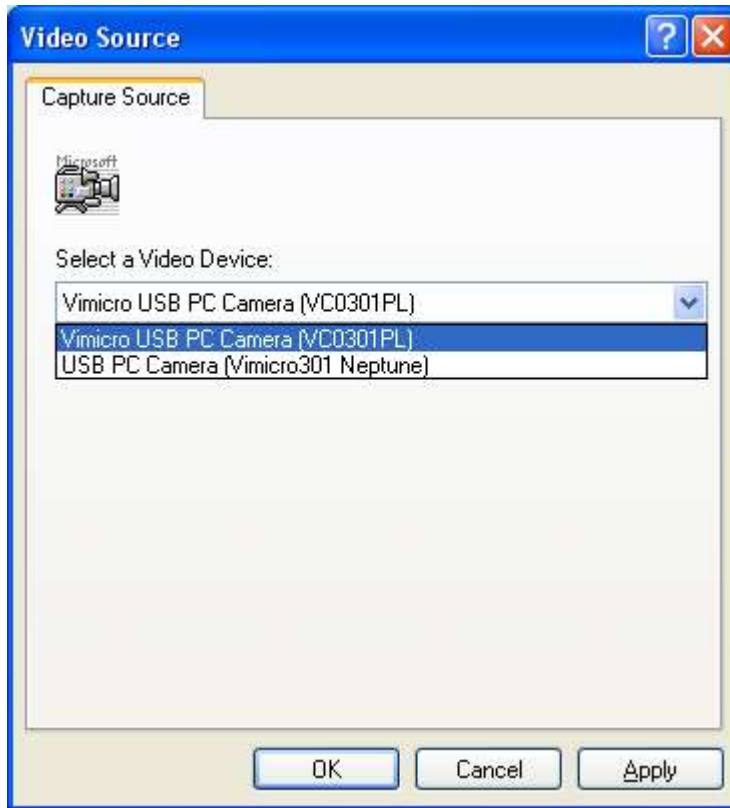 Video Source
Capture Source
Microsoft
Select a Video Device:
Vimicro USB PC Camera (VC0301PL)
Vimicro USB PC Camera (VC0301PL)
USB PC Camera (Vimicro301 Neptune)
OK Cancel Apply